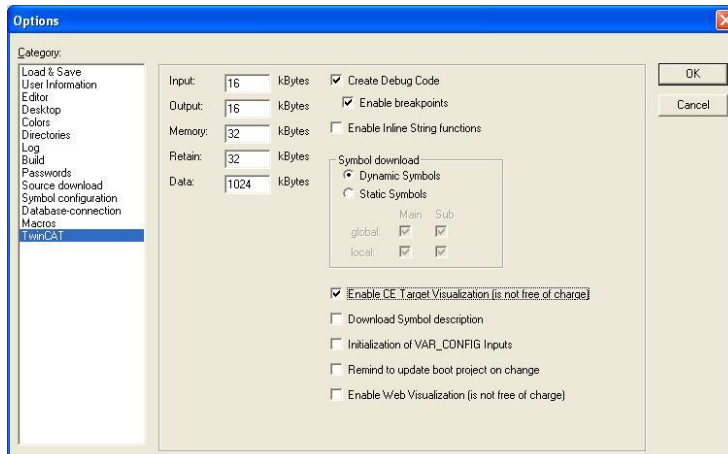 Options
Category:
Load & Save
User Information
Editor
Desktop
Colors
Directories
Log
Build
Passwords
Source download
Symbol configuration
Database-connection
Macros
TwinCAT
Input: 16 kBytes
Output: 16 kBytes
Memory: 32 kBytes
Retain: 32 kBytes
Data: 1024 kBytes
Create Debug Code
Enable breakpoints
Enable Inline String functions
Symbol download
Dynamic Symbols
Static Symbols
Main Sub
global:
local:
Enable CE Target Visualization (is not free of charge)
Download Symbol description
Initialization of VAR_CONFIG Inputs
Remind to update boot project on change
Enable Web Visualization (is not free of charge)
OK
Cancel